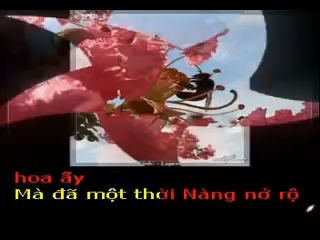 hoa ấy
Mà đã một thời Nàng nở rộ